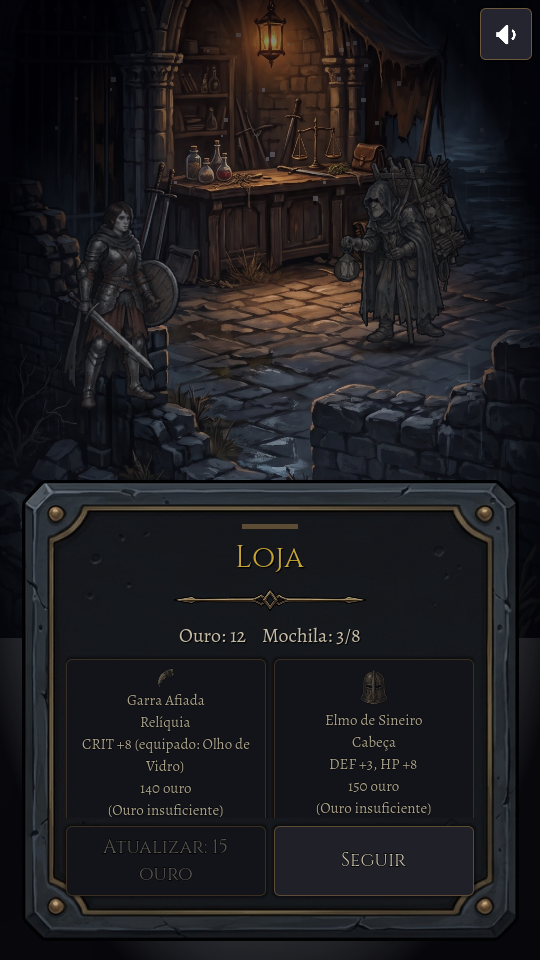 Loja
Ouro: 12 Mochila: 3/8
Garra Afiada
Relíquia
CRIT +8 (equipado: Olho de
Vidro)
140 ouro
(Ouro insuficiente)
Elmo de Sineiro
Cabeça
DEF +3, HP +8
150 ouro
(Ouro insuficiente)
Atualizar: 15
ouro
Seguir